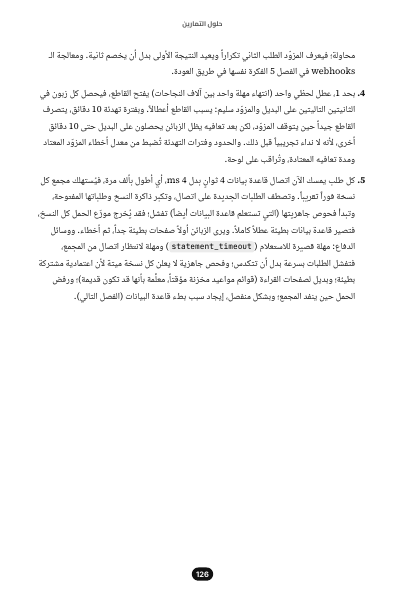 حلول التمارين
محاولة؛ فيعرف المزوّد الطلب الثاني تكراراً ويعيد النتيجة الأولى بدل أن يخصم ثانية. ومعالجة الـ
webhooks في الفصل 5 الفكرة نفسها في طريق العودة.
4. بحد 1، عطل لحظي واحد (انتهاء مهلة واحد بين آلاف النجاحات) يفتح القاطع، فيحصل كل زبون في
الثانيتين التاليتين على البديل والمزوّد سليم: يسبب القاطع أعطالاً. وبفترة تهدئة 10 دقائق، يتصرف
القاطع جيداً حين يتوقف المزوّد، لكن بعد تعافيه يظل الزبائن يحصلون على البديل حتى 10 دقائق
أخرى، لأنه لا نداء تجريبياً قبل ذلك. والحدود وفترات التهدئة تُضبط من معدل أخطاء المزوّد المعتاد
ومدة تعافيه المعتادة، وتُراقب على لوحة.
5. كل طلب يمسك الآن اتصال قاعدة بيانات 4 ثوانٍ بدل 4 ms، أي أطول بألف مرة، فيُستهلك مجمع كل
نسخة فوراً تقريباً. وتصطف الطلبات الجديدة على اتصال، وتكبر ذاكرة النسخ وطلباتها المفتوحة،
وتبدأ فحوص جاهزيتها (التي تستعلم قاعدة البيانات أيضاً) تفشل؛ فقد يُخرج موزّع الحمل كل النسخ،
فتصير قاعدة بيانات بطيئة عطلاً كاملاً. ويرى الزبائن أولاً صفحات بطيئة جداً، ثم أخطاء. ووسائل
الدفاع: مهلة قصيرة للاستعلام (statement_timeout) ومهلة لانتظار اتصال من المجمع،
فتفشل الطلبات بسرعة بدل أن تتكدس؛ وفحص جاهزية لا يعلن كل نسخة ميتة لأن اعتمادية مشتركة
بطيئة؛ وبديل لصفحات القراءة (قوائم مواعيد مخزنة مؤقتاً، معلّمة بأنها قد تكون قديمة)؛ ورفض
الحمل حين ينفد المجمع؛ وبشكل منفصل، إيجاد سبب بطء قاعدة البيانات (الفصل التالي).
126